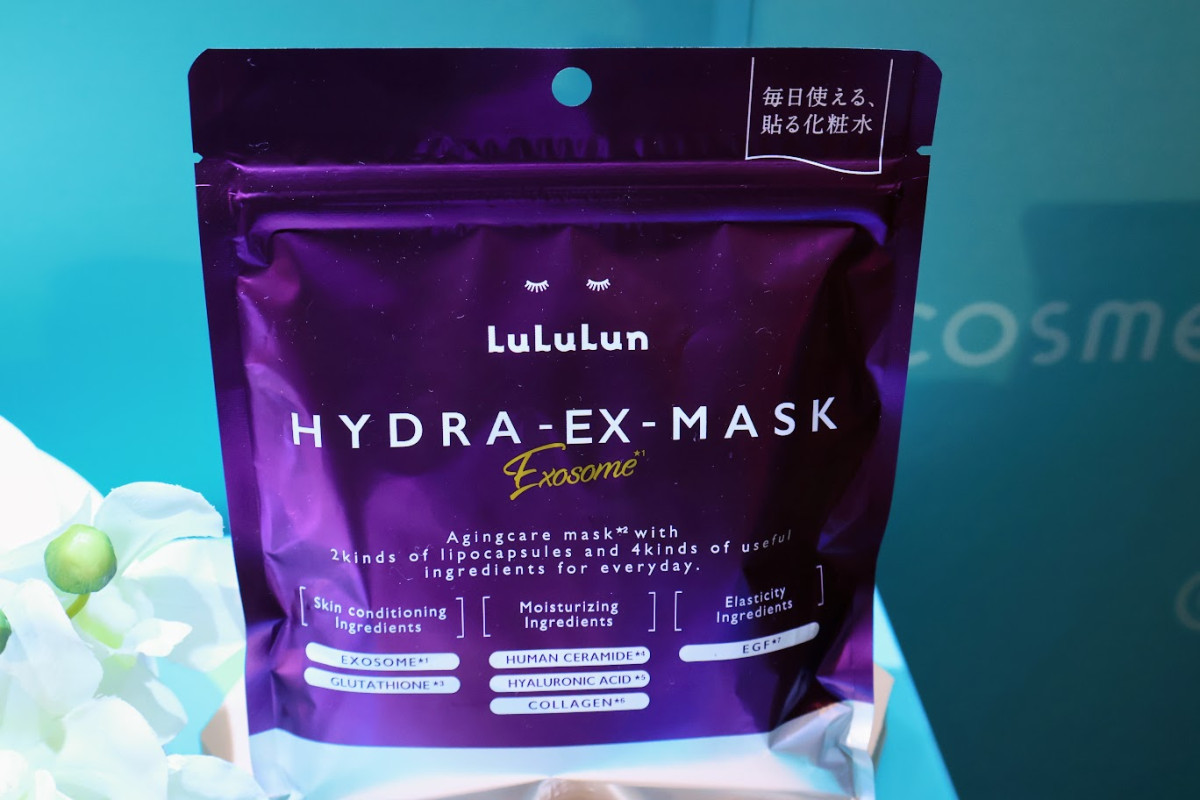 毎日使える、
貼る化粧水
LuLuLun
HYDRA-EX-MASK
Exosome*1
Agingcare mask*2 with
2kinds of lipocapsules and 4kinds of useful
ingredients for everyday.
Skin conditioning
Ingredients
EXOSOME*1
GLUTATHIONE*3
Moisturizing
Ingredients
HUMAN CERAMIDE*4
HYALURONIC ACID*5
COLLAGEN*6
Elasticity
Ingredients
EGF*7
cosme